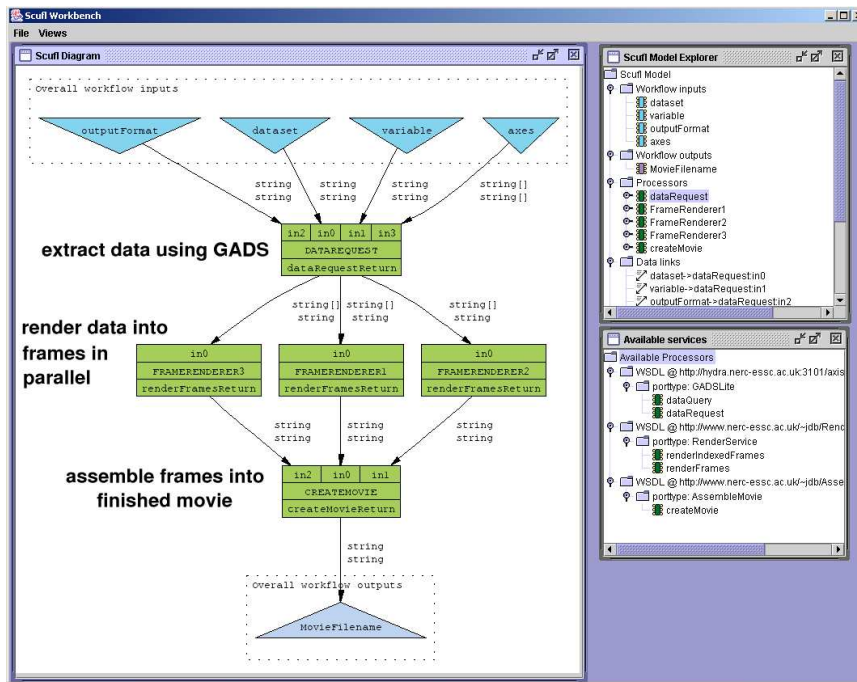 Scufl Workbench
File Views
Scufl Diagram
Overall workflow inputs
outputFormat dataset variable axes
string string string string[]
string string string string[]
extract data using GADS
in2 in0 in1 in3
DATAREQUEST
dataRequestReturn
string[] string[] string[]
string string string
render data into
frames in
parallel
in0 in0 in0
FRAMERENDERER3 FRAMERENDERER1 FRAMERENDERER2
renderFramesReturn renderFramesReturn renderFramesReturn
string string string
string string string
assemble frames into
finished movie
in2 in0 in1
CREATEMOVIE
createMovieReturn
string
string
Overall workflow outputs
MovieFilename
Scufl Model Explorer
Scufl Model
Workflow inputs
dataset
variable
outputFormat
axes
Workflow outputs
MovieFilename
Processors
dataRequest
FrameRenderer1
FrameRenderer2
FrameRenderer3
createMovie
Data links
dataset->dataRequest:in0
variable->dataRequest:in1
outputFormat->dataRequest:in2
Available services
Available Processors
WSDL @ http://hydra.nerc-essc.ac.uk:3101/axis
porttype: GADSLite
dataQuery
dataRequest
WSDL @ http://www.nerc-essc.ac.uk/~jdb/Rend
porttype: RenderService
renderIndexedFrames
renderFrames
WSDL @ http://www.nerc-essc.ac.uk/~jdb/Asse
porttype: AssembleMovie
createMovie